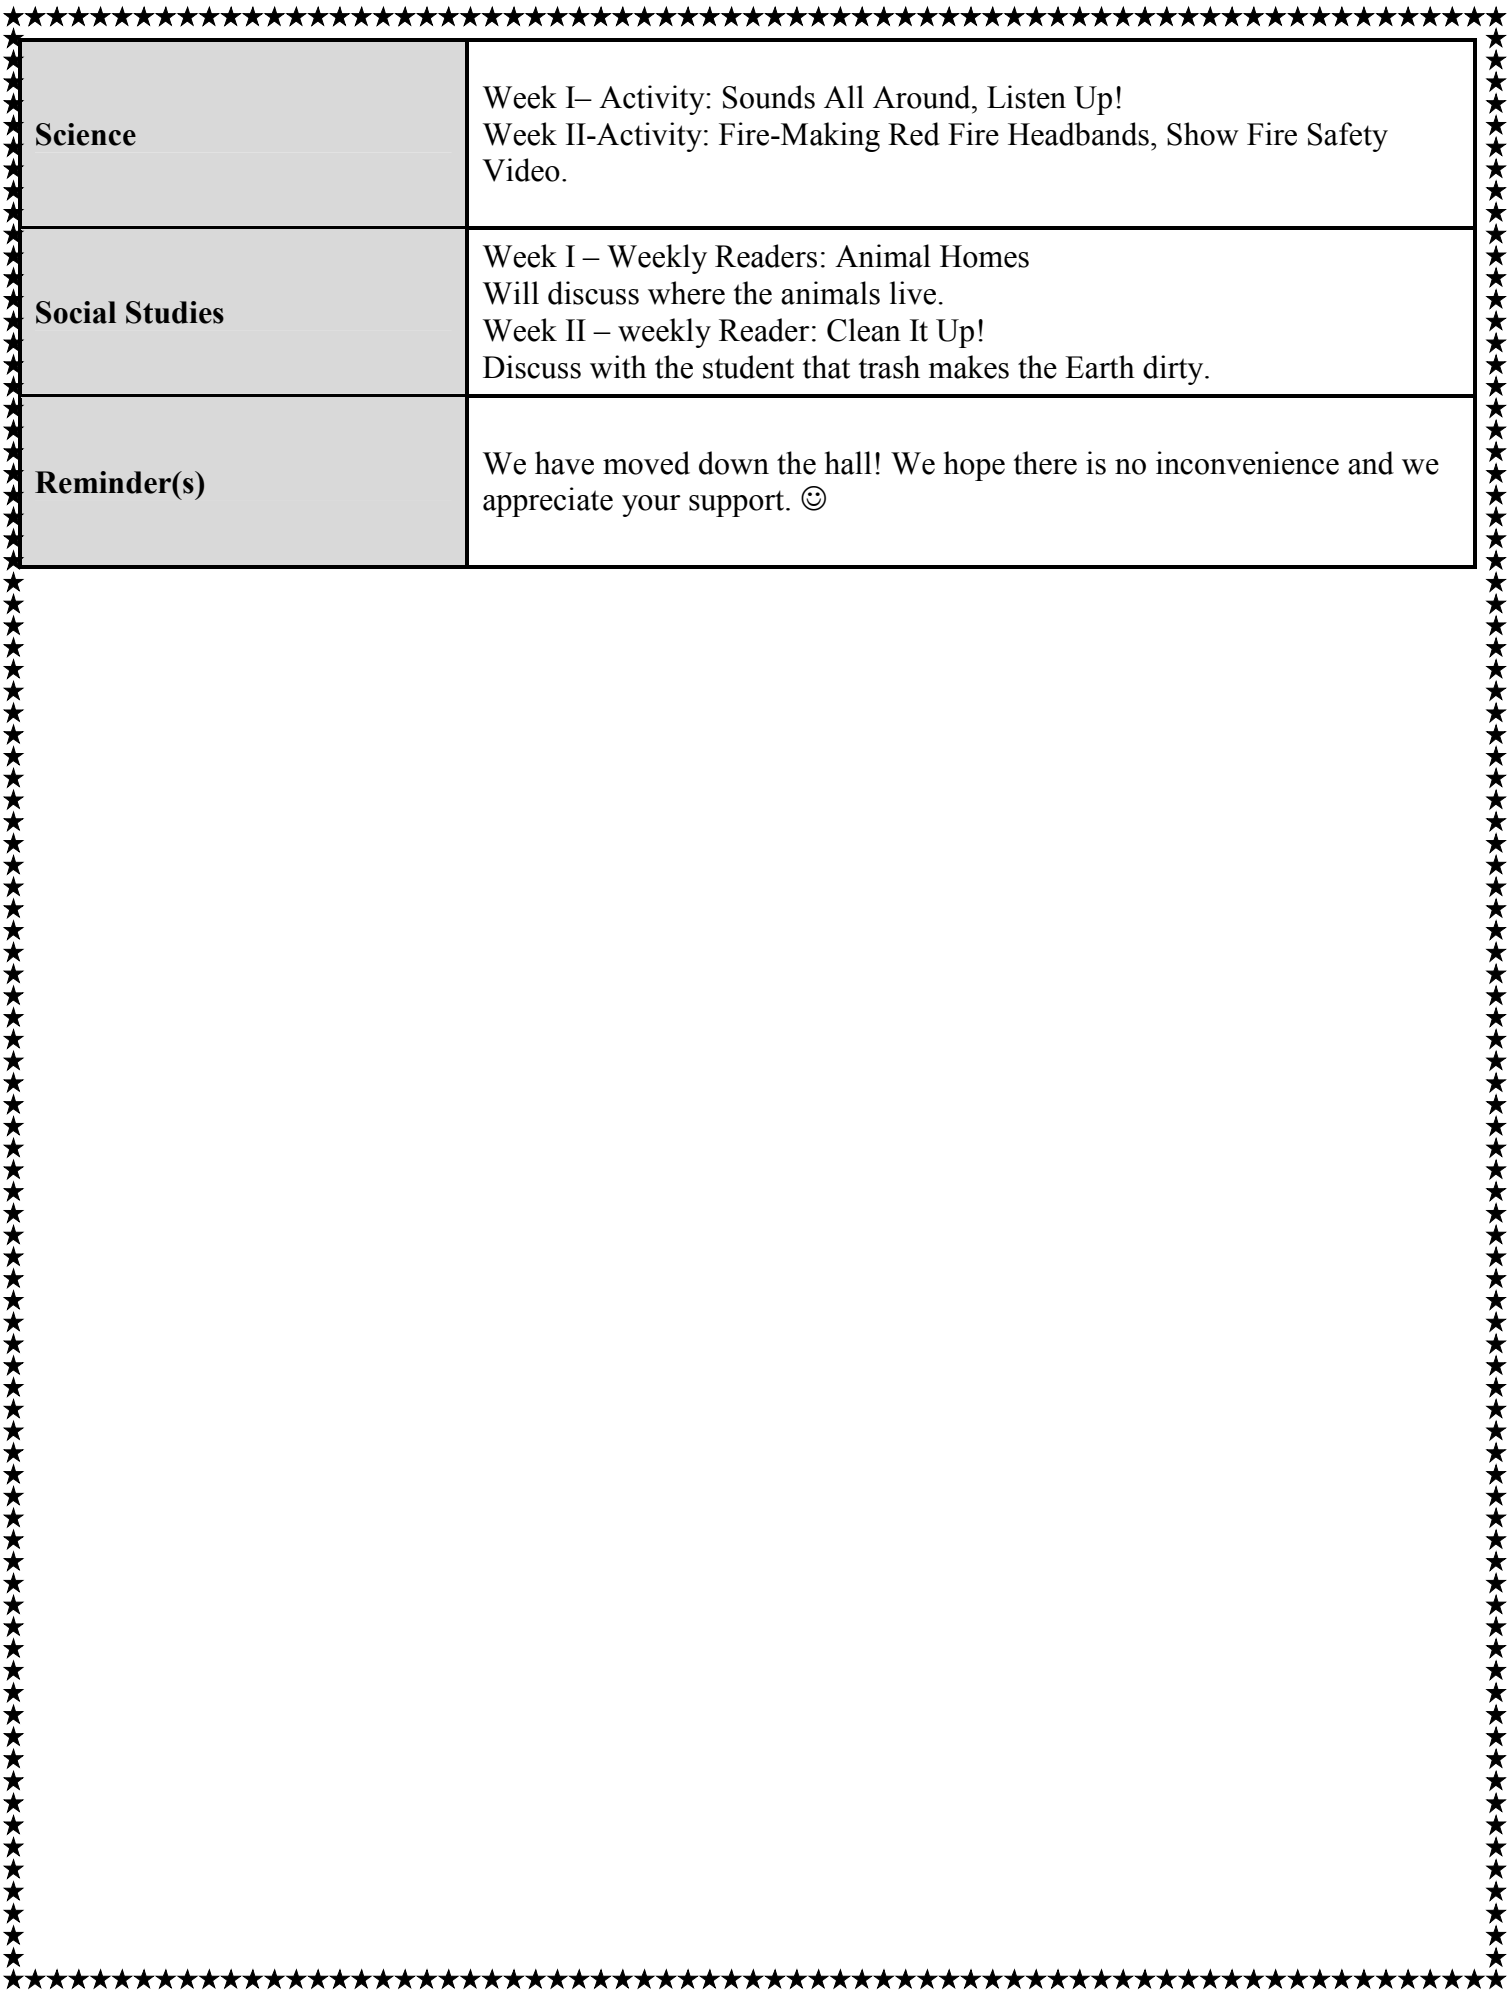 Science
Week I– Activity: Sounds All Around, Listen Up!
Week II-Activity: Fire-Making Red Fire Headbands, Show Fire Safety
Video.
Social Studies
Week I – Weekly Readers: Animal Homes
Will discuss where the animals live.
Week II – weekly Reader: Clean It Up!
Discuss with the student that trash makes the Earth dirty.
Reminder(s)
We have moved down the hall! We hope there is no inconvenience and we
appreciate your support. ☺